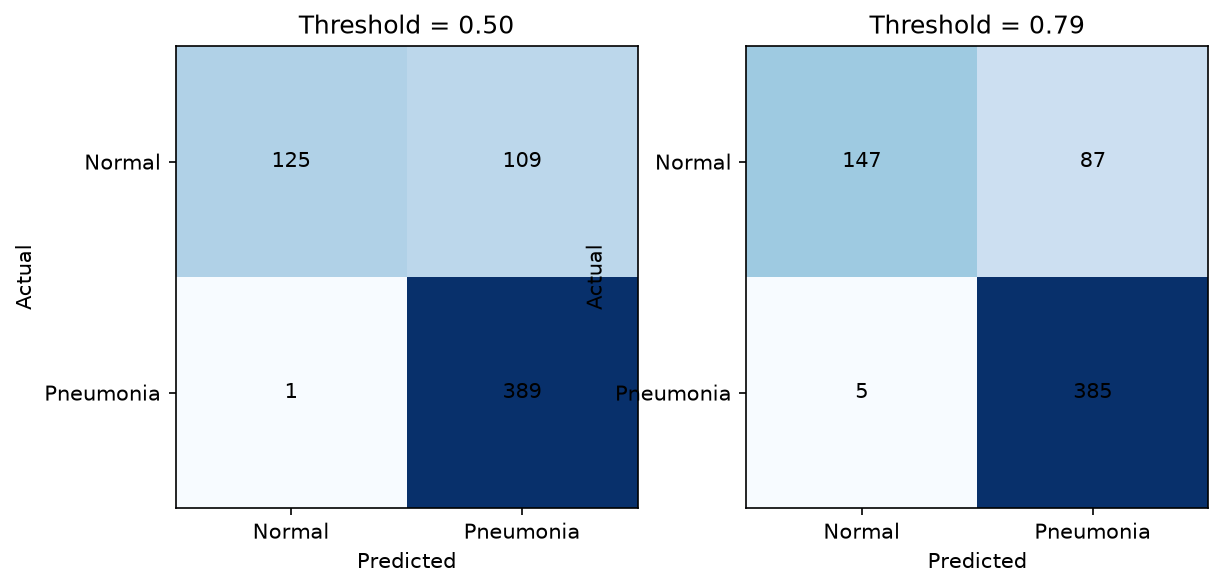 Threshold = 0.50
Normal
125
109
Actual
Pneumonia
1
389
Normal
Pneumonia
Predicted
Threshold = 0.79
Normal
147
87
Actual
Pneumonia
5
385
Normal
Pneumonia
Predicted